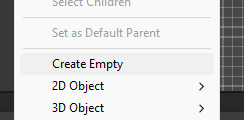 Select Children
Set as Default Parent
Create Empty
2D Object
3D Object